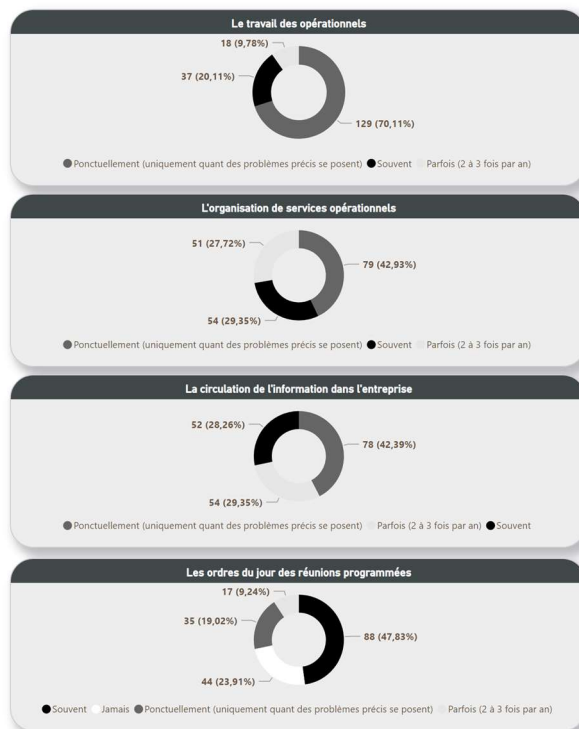 Le travail des opérationnels
18 (9,78%)
37 (20,11%)
129 (70,11%)
Ponctuellement (uniquement quant des problèmes précis se posent) Souvent Parfois (2 à 3 fois par an)
L'organisation de services opérationnels
51 (27,72%)
79 (42,93%)
54 (29,35%)
Ponctuellement (uniquement quant des problèmes précis se posent) Souvent Parfois (2 à 3 fois par an)
La circulation de l'information dans l'entreprise
52 (28,26%)
78 (42,39%)
54 (29,35%)
Ponctuellement (uniquement quant des problèmes précis se posent) Parfois (2 à 3 fois par an) Souvent
Les ordres du jour des réunions programmées
17 (9,24%)
35 (19,02%)
88 (47,83%)
44 (23,91%)
Souvent Jamais Ponctuellement (uniquement quant des problèmes précis se posent) Parfois (2 à 3 fois par an)